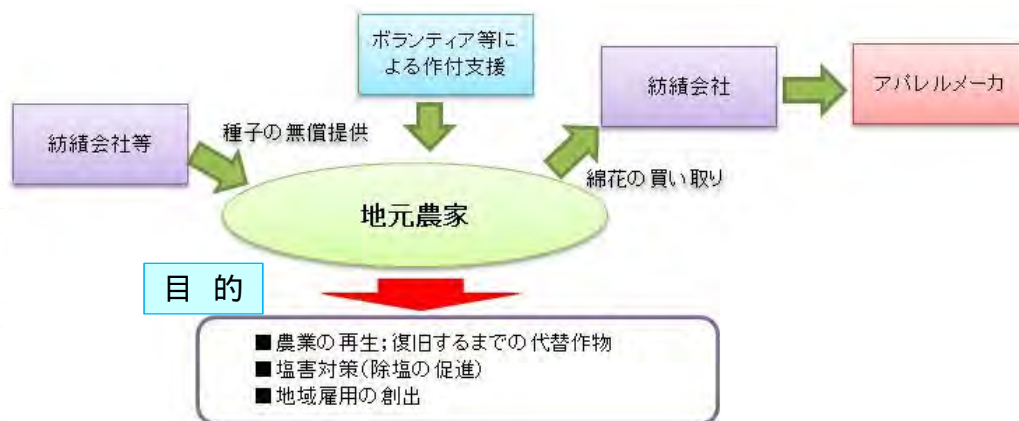 ボランティア等に
よる作付支援
紡績会社
アパレルメーカ
紡績会社等
種子の無償提供
綿花の買い取り
地元農家
目 的
■農業の再生;復旧するまでの代替作物
■塩害対策(除塩の促進)
■地域雇用の創出